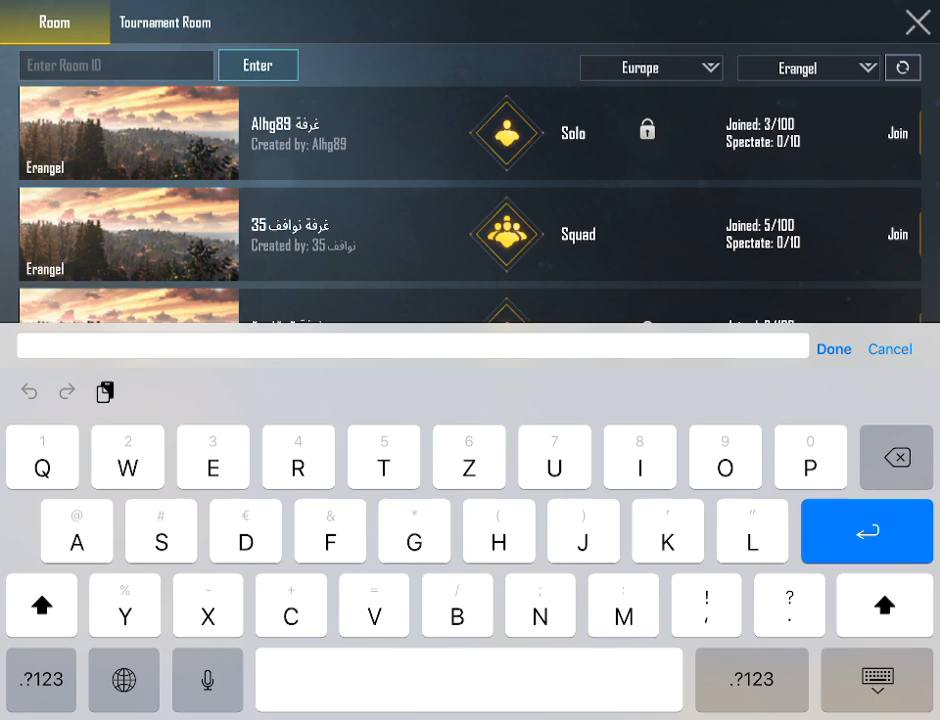 Room
Tournament Room
Enter Room ID
Enter
Europe
Erangel
Erangel
Alhg89 غرفة
Created by: Alhg89
Solo
Joined: 3/100
Spectate: 0/10
Join
Erangel
غرفة نوافف 35
Created by: نوافف 35
Squad
Joined: 5/100
Spectate: 0/10
Join
Done
Cancel
1 2 3 4 5 6 7 8 9 0
Q W E R T Z U I O P
@ # € & * ( ) ' "
A S D F G H J K L
% - + = / ; : ! ?
Y X C V B N M , .
.?123
.?123